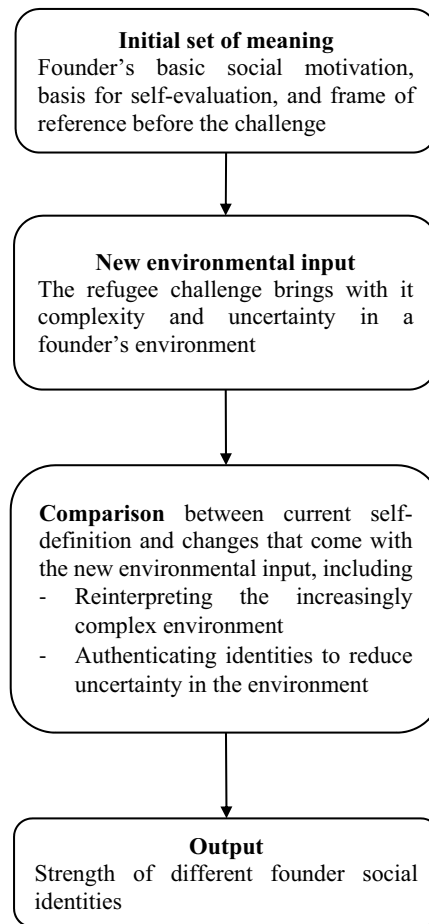 Initial set of meaning
Founder's basic social motivation,
basis for self-evaluation, and frame of
reference before the challenge
New environmental input
The refugee challenge brings with it
complexity and uncertainty in a
founder's environment
Comparison between current self-
definition and changes that come with
the new environmental input, including
- Reinterpreting the increasingly
complex environment
- Authenticating identities to reduce
uncertainty in the environment
Output
Strength of different founder social
identities